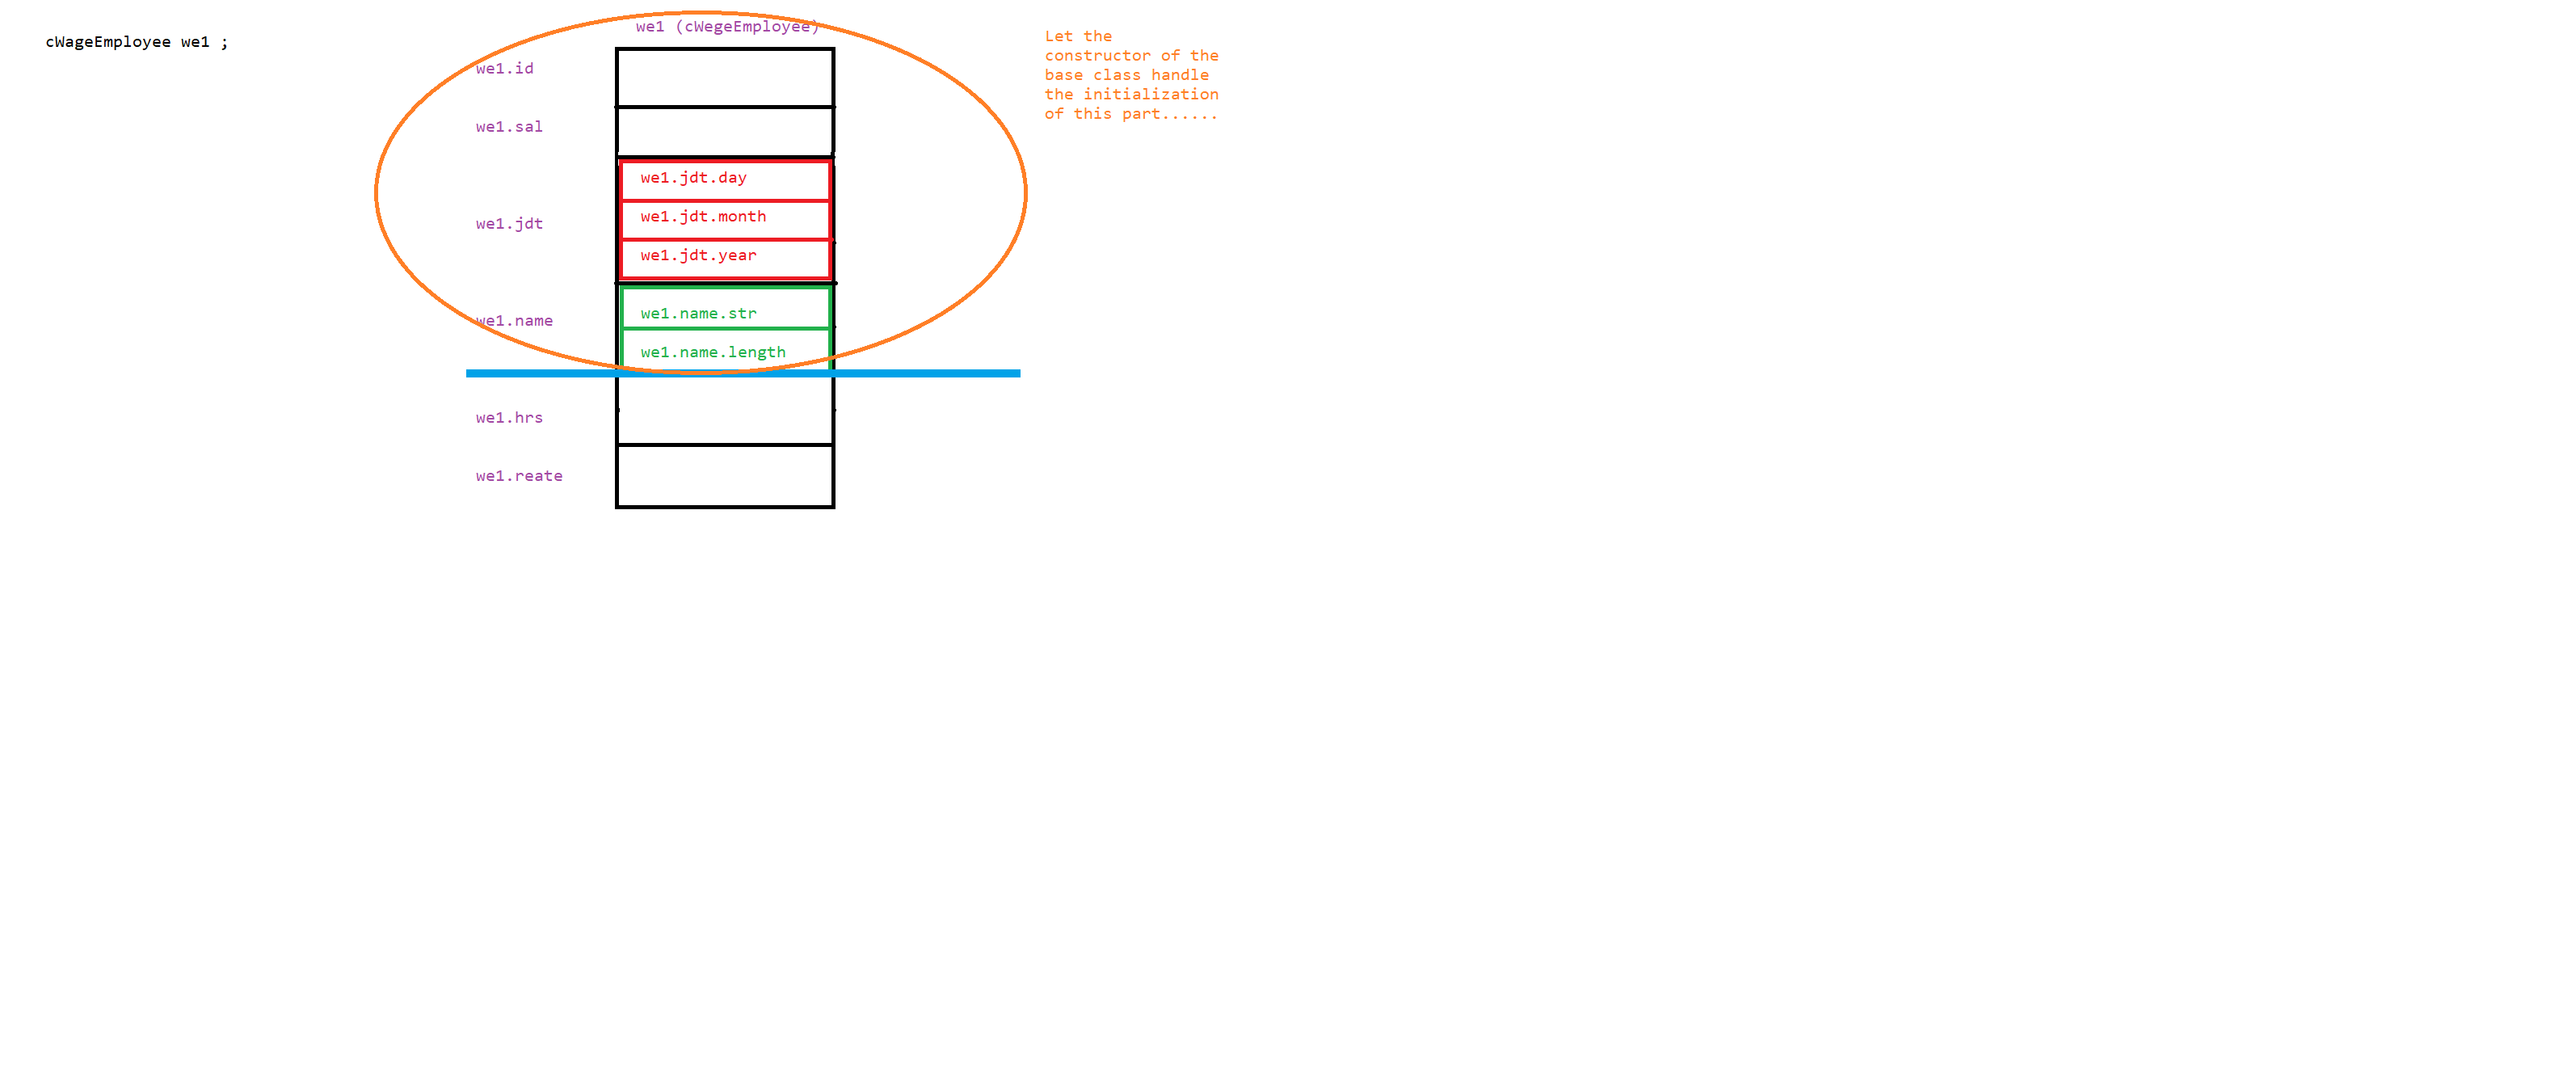 cWageEmployee we1 ;
we1 (cWegeEmployee)
we1.id
we1.sal
we1.jdt
we1.jdt.day
we1.jdt.month
we1.jdt.year
we1.name
we1.name.str
we1.name.length
we1.hrs
we1.reate
Let the
constructor of the
base class handle
the initialization
of this part......